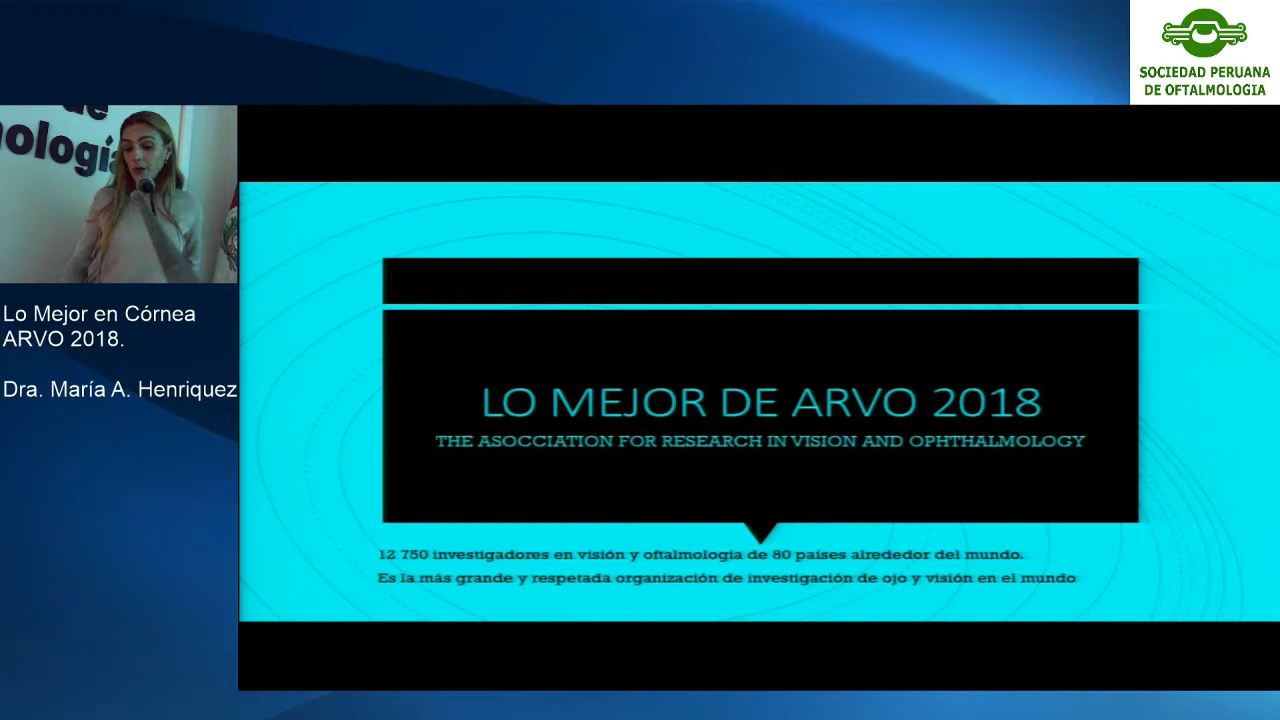 SOCIEDAD PERUANA
DE OFTALMOLOGIA
de
nología
Lo Mejor en Córnea
ARVO 2018.
Dra. María A. Henriquez
LO MEJOR DE ARVO 2018
THE ASOCCIATION FOR RESEARCH IN VISION AND OPHTHALMOLOGY
12 750 investigadores en visión y oftalmología de 80 países alrededor del mundo.
Es la más grande y respetada organización de investigación de ojo y visión en el mundo